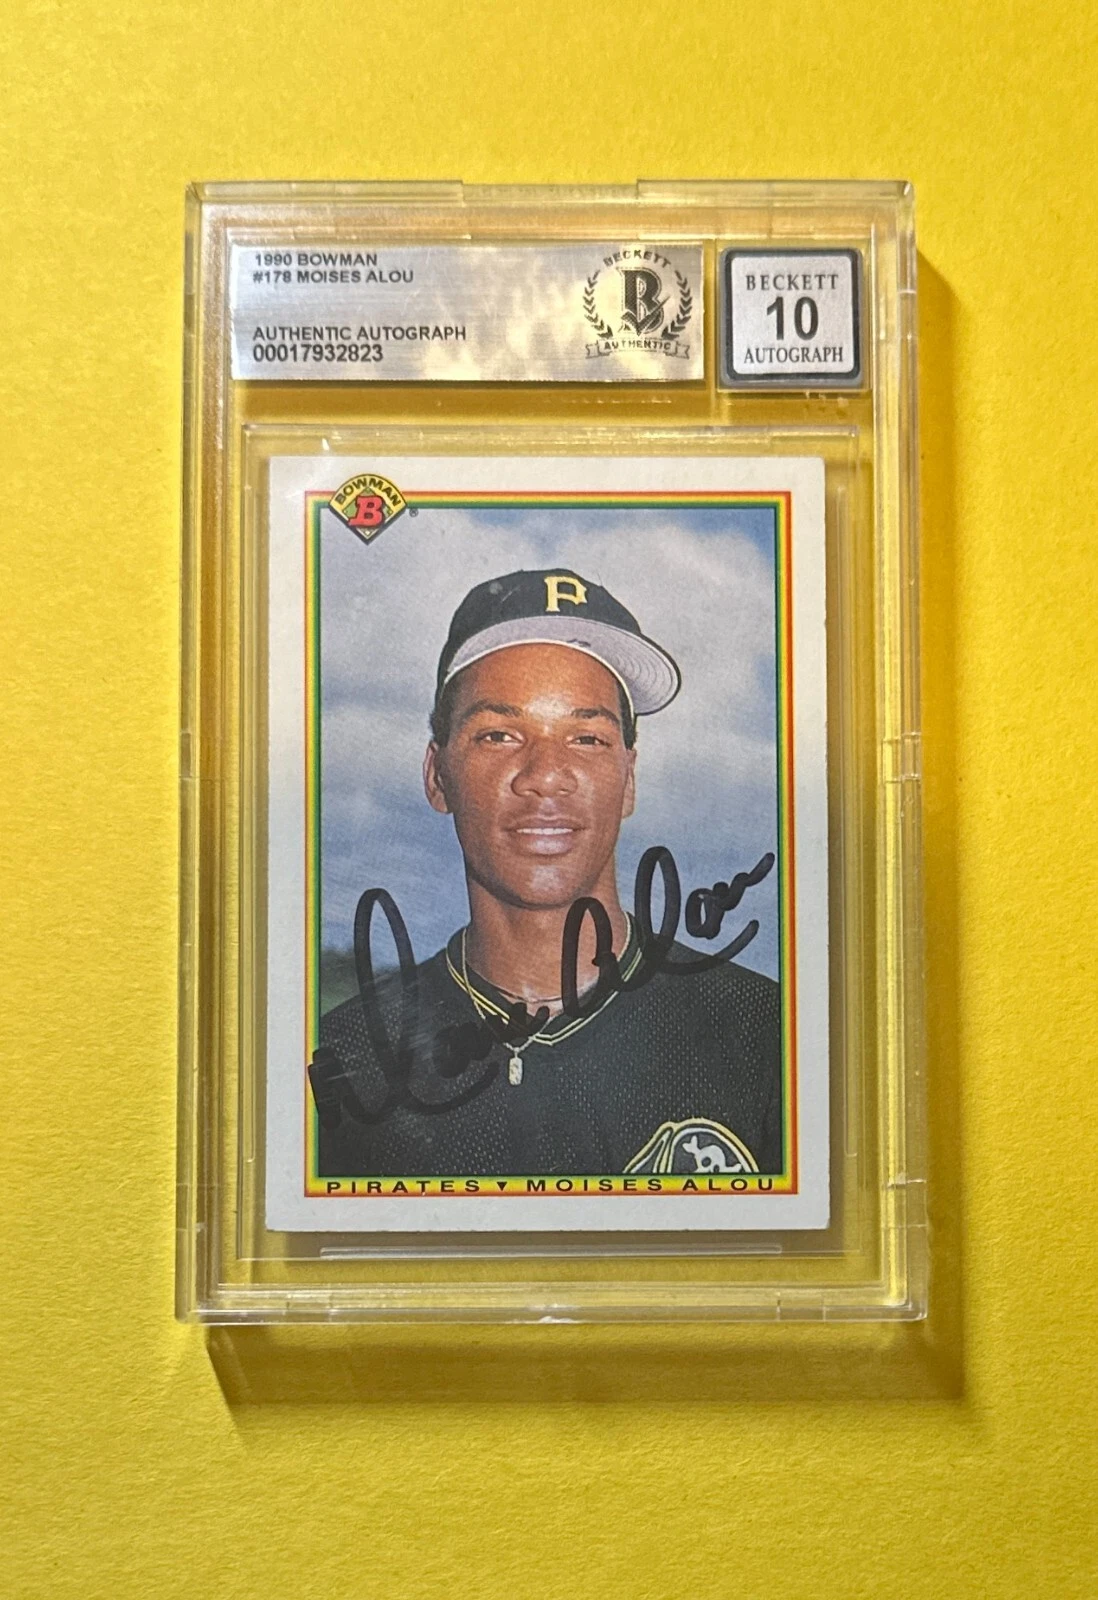 1990 BOWMAN
#178 MOISES ALOU
AUTHENTIC AUTOGRAPH
00017932823
BECKETT
B
AUTHENTIC
BECKETT
10
AUTOGRAPH
BOWMAN
B
®
P
PIRATES ▼ MOISES ALOU